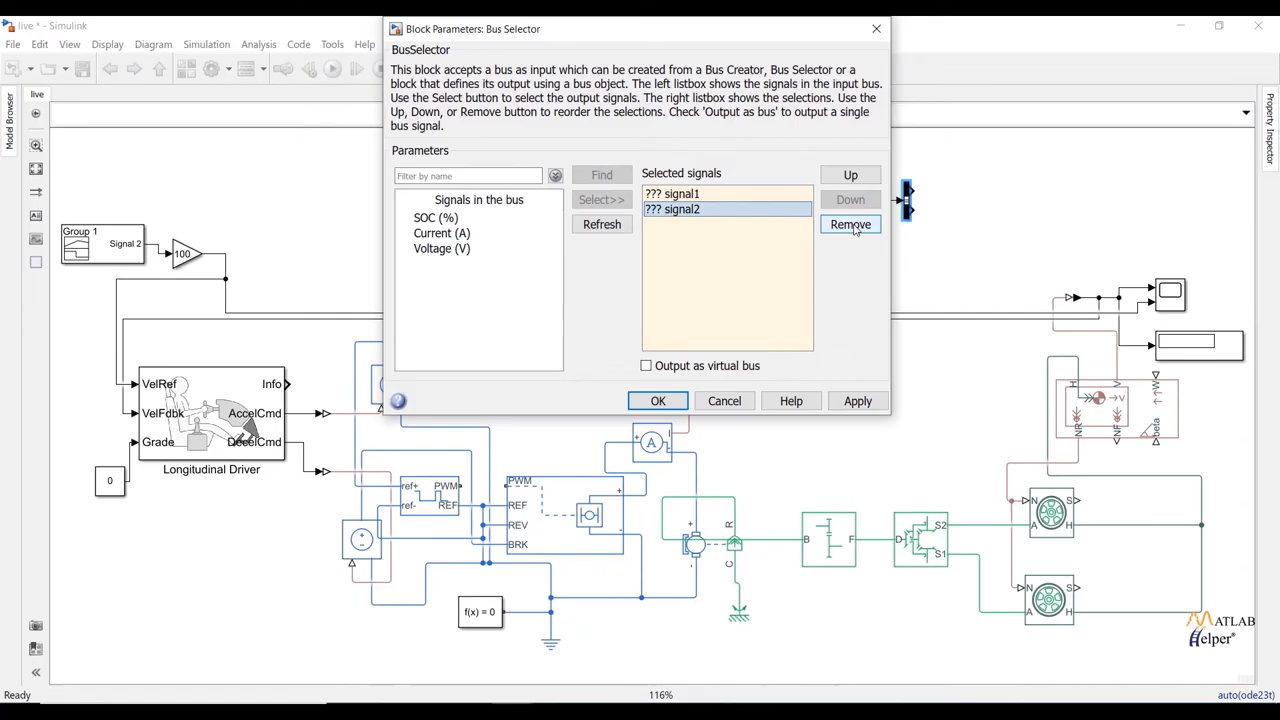 live * - Simulink
Block Parameters: Bus Selector
File Edit View Display Diagram Simulation Analysis Code Tools Help
BusSelector
This block accepts a bus as input which can be created from a Bus Creator, Bus Selector or a
block that defines its output using a bus object. The left listbox shows the signals in the input bus.
Use the Select button to select the output signals. The right listbox shows the selections. Use the
Up, Down, or Remove button to reorder the selections. Check 'Output as bus' to output a single
bus signal.
live
Model Browser
Property Inspector
Parameters
Filter by name
Find
Selected signals
Up
Signals in the bus
Select>>
??? signal1
Down
SOC (%)
Refresh
??? signal2
Remove
Current (A)
Voltage (V)
Output as virtual bus
OK Cancel Help Apply
Group 1
Signal 2
100
VelRef
Info
VelFdbk
AccelCmd
Grade
DecelCmd
Longitudinal Driver
0
ref+ PWM
ref- REF
PWM
REF
REV
BRK
+
-
A
+ -
f(x) = 0
+
-
R
C
B F
D
S2
S1
H V W
NR NF beta
N S
A H
N S
A H
MATLAB
Helper®
Ready
116%
auto(ode23t)